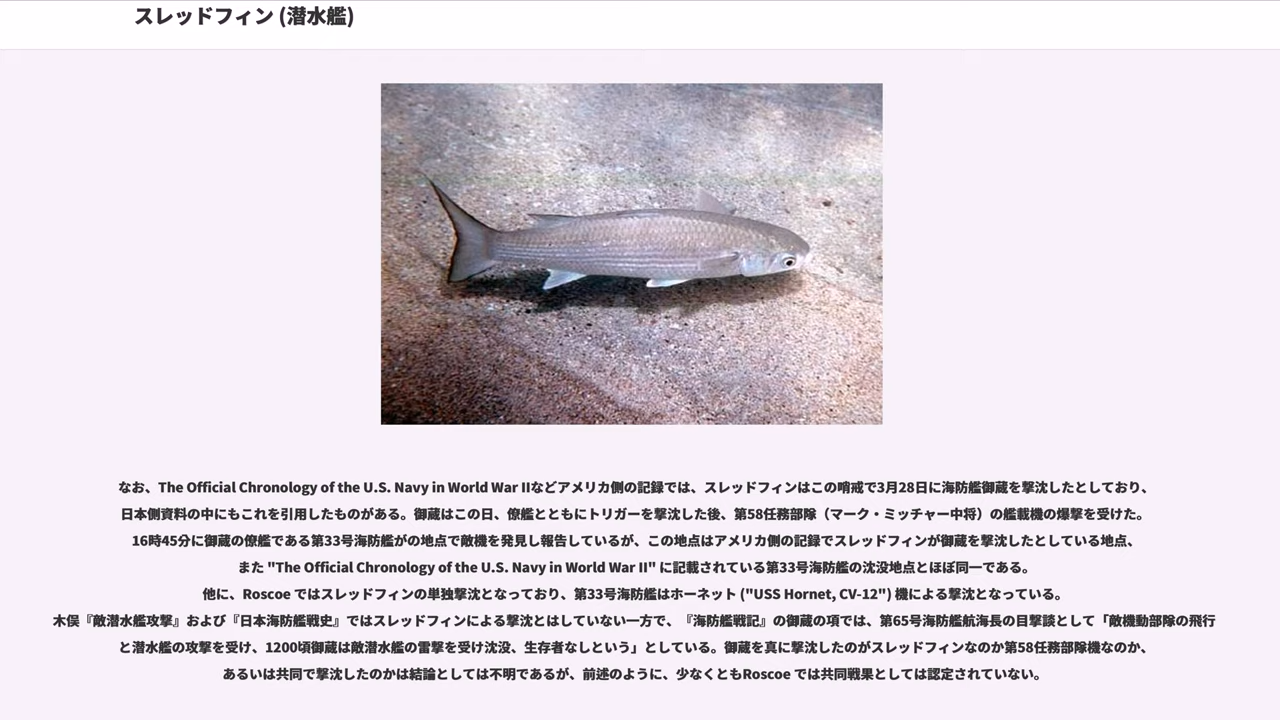 スレッドフィン (潜水艦)
なお、The Official Chronology of the U.S. Navy in World War IIなどアメリカ側の記録では、スレッドフィンはこの哨戒で3月28日に海防艦御蔵を撃沈したとしており、
日本側資料の中にもこれを引用したものがある。御蔵はこの日、僚艦とともにトリガーを撃沈した後、第58任務部隊（マーク・ミッチャー中将）の艦載機の爆撃を受けた。
16時45分に御蔵の僚艦である第33号海防艦がの地点で敵機を発見し報告しているが、この地点はアメリカ側の記録でスレッドフィンが御蔵を撃沈したとしている地点、
また "The Official Chronology of the U.S. Navy in World War II" に記載されている第33号海防艦の沈没地点とほぼ同一である。
他に、Roscoe ではスレッドフィンの単独撃沈となっており、第33号海防艦はホーネット ("USS Hornet, CV-12") 機による撃沈となっている。
木俣『敵潜水艦攻撃』および『日本海防艦戦史』ではスレッドフィンによる撃沈とはしていない一方で、『海防艦戦記』の御蔵の項では、第65号海防艦航海長の目撃談として「敵機動部隊の飛行
と潜水艦の攻撃を受け、1200頃御蔵は敵潜水艦の雷撃を受け沈没、生存者なしという」としている。御蔵を真に撃沈したのがスレッドフィンなのか第58任務部隊機なのか、
あるいは共同で撃沈したのかは結論としては不明であるが、前述のように、少なくともRoscoe では共同戦果としては認定されていない。